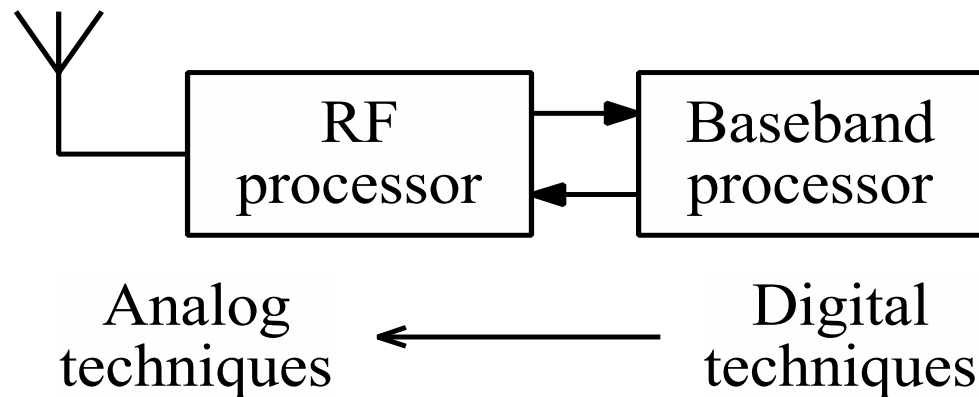 RF
processor
Baseband
processor
Analog
techniques
Digital
techniques